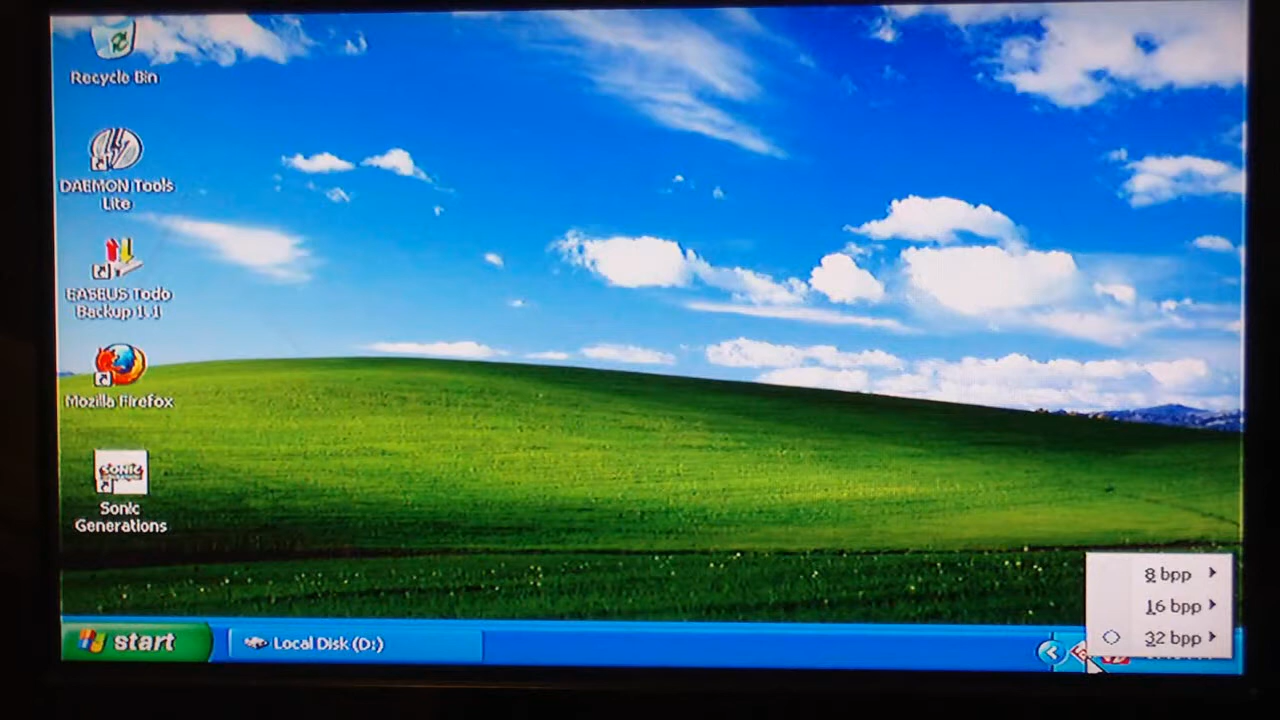 Recycle Bin
DAEMON Tools
Lite
EASEUS Todo
Backup 1.1
Mozilla Firefox
SONIC
Sonic
Generations
8 bpp
16 bpp
32 bpp
start
Local Disk (D:)